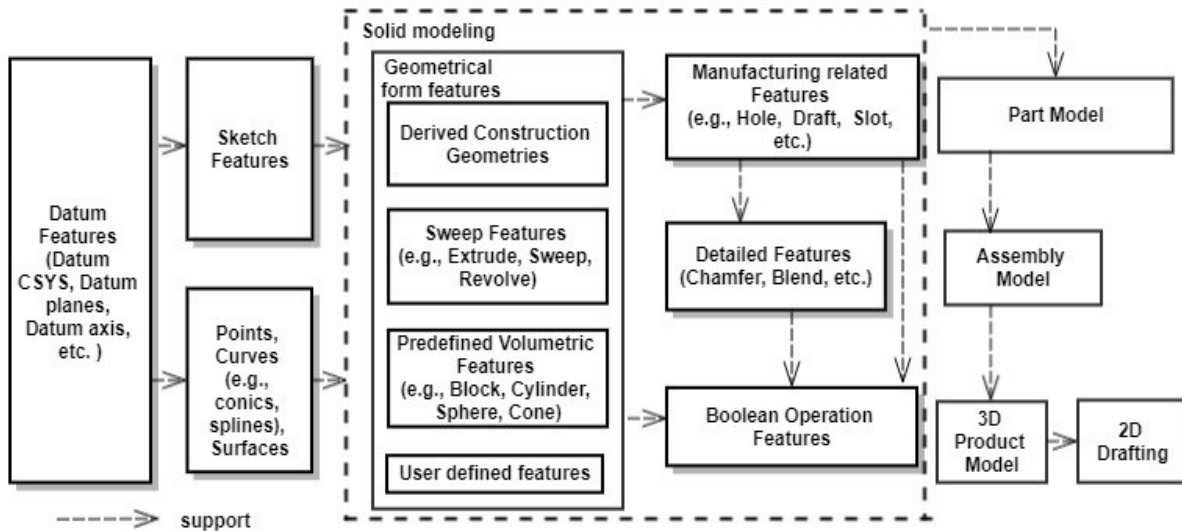 Datum
Features
(Datum
CSYS, Datum
planes,
Datum axis,
etc. )
Sketch
Features
Points,
Curves
(e.g.,
conics,
splines),
Surfaces
Solid modeling
Geometrical
form features
Derived Construction
Geometries
Sweep Features
(e.g., Extrude, Sweep,
Revolve)
Predefined Volumetric
Features
(e.g., Block, Cylinder,
Sphere, Cone)
User defined features
Manufacturing related
Features
(e.g., Hole, Draft, Slot,
etc.)
Detailed Features
(Chamfer, Blend, etc.)
Boolean Operation
Features
Part Model
Assembly
Model
3D
Product
Model
2D
Drafting
support